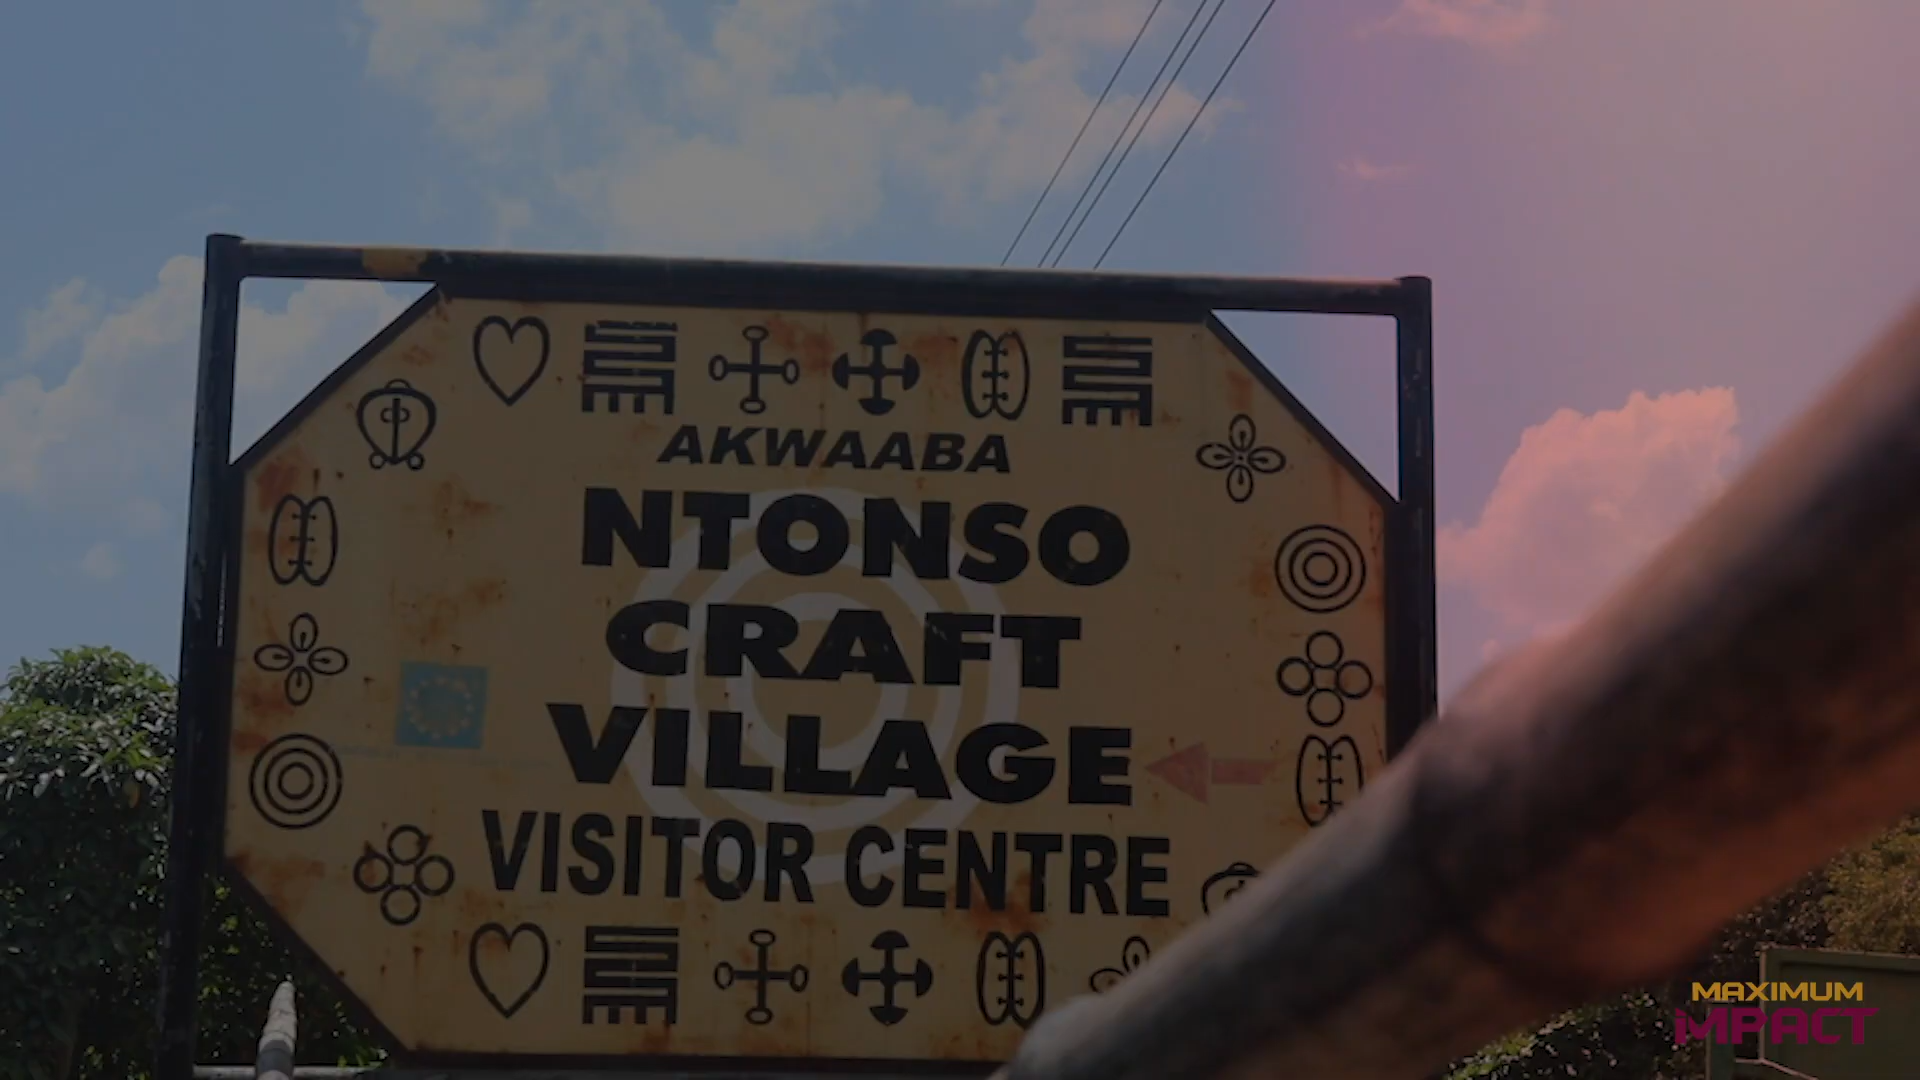 AKWAABA
NTONSO
CRAFT
VILLAGE
VISITOR CENTRE
MAXIMUM
iMPACT